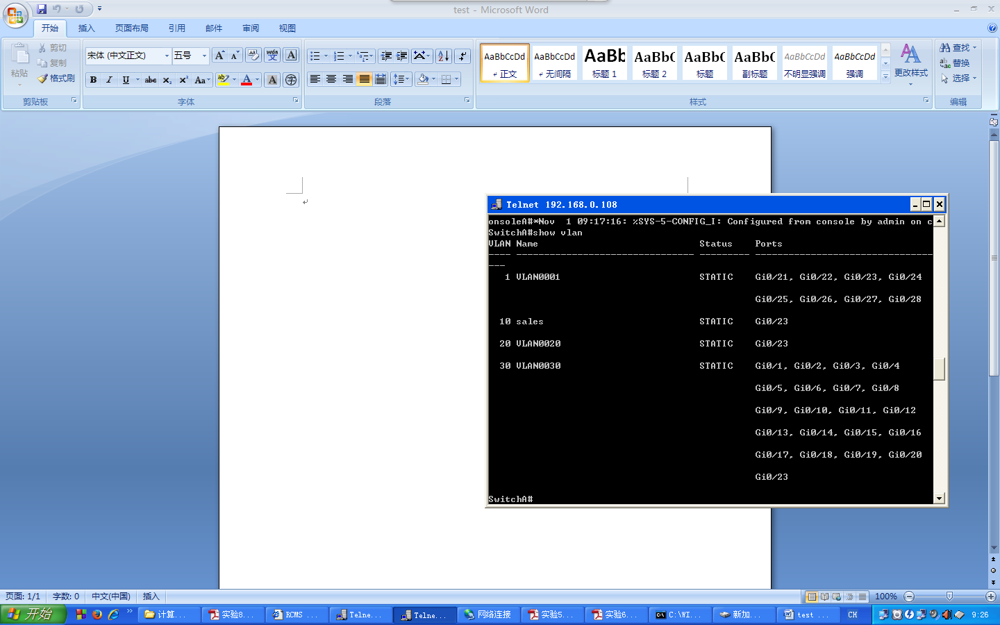 test - Microsoft Word
开始 插入 页面布局 引用 邮件 审阅 视图
粘贴 剪切 复制 格式刷
剪贴板
宋体 (中文正文) 五号
B I U abc X₂ X² Aa
字体
段落
AaBbCcDd AaBbCcDd AaBb AaBbC AaBbC AaBbC AaBbCcDd AaBbCcDd
正文 无间隔 标题 1 标题 2 标题 副标题 不明显强调 强调
更改样式
样式
查找
替换
选择
编辑
Telnet 192.168.0.108
onsoleA#*Nov  1 09:17:16: %SYS-5-CONFIG_I: Configured from console by admin on c
SwitchA#show vlan
VLAN Name                             Status    Ports
---- -------------------------------- --------- --------------------------------
---
   1 VLAN0001                         STATIC    Gi0/21, Gi0/22, Gi0/23, Gi0/24
                                                Gi0/25, Gi0/26, Gi0/27, Gi0/28
  10 sales                            STATIC    Gi0/23
  20 VLAN0020                         STATIC    Gi0/23
  30 VLAN0030                         STATIC    Gi0/1, Gi0/2, Gi0/3, Gi0/4
                                                Gi0/5, Gi0/6, Gi0/7, Gi0/8
                                                Gi0/9, Gi0/10, Gi0/11, Gi0/12
                                                Gi0/13, Gi0/14, Gi0/15, Gi0/16
                                                Gi0/17, Gi0/18, Gi0/19, Gi0/20
                                                Gi0/23
SwitchA#
页面: 1/1 字数: 0 中文(中国) 插入 100%
开始 计算... 实验8... RCMS ... Telne... Telne... 网络连接 实验5... 实验6... C:\WI... 新加... test ... CH 9:26